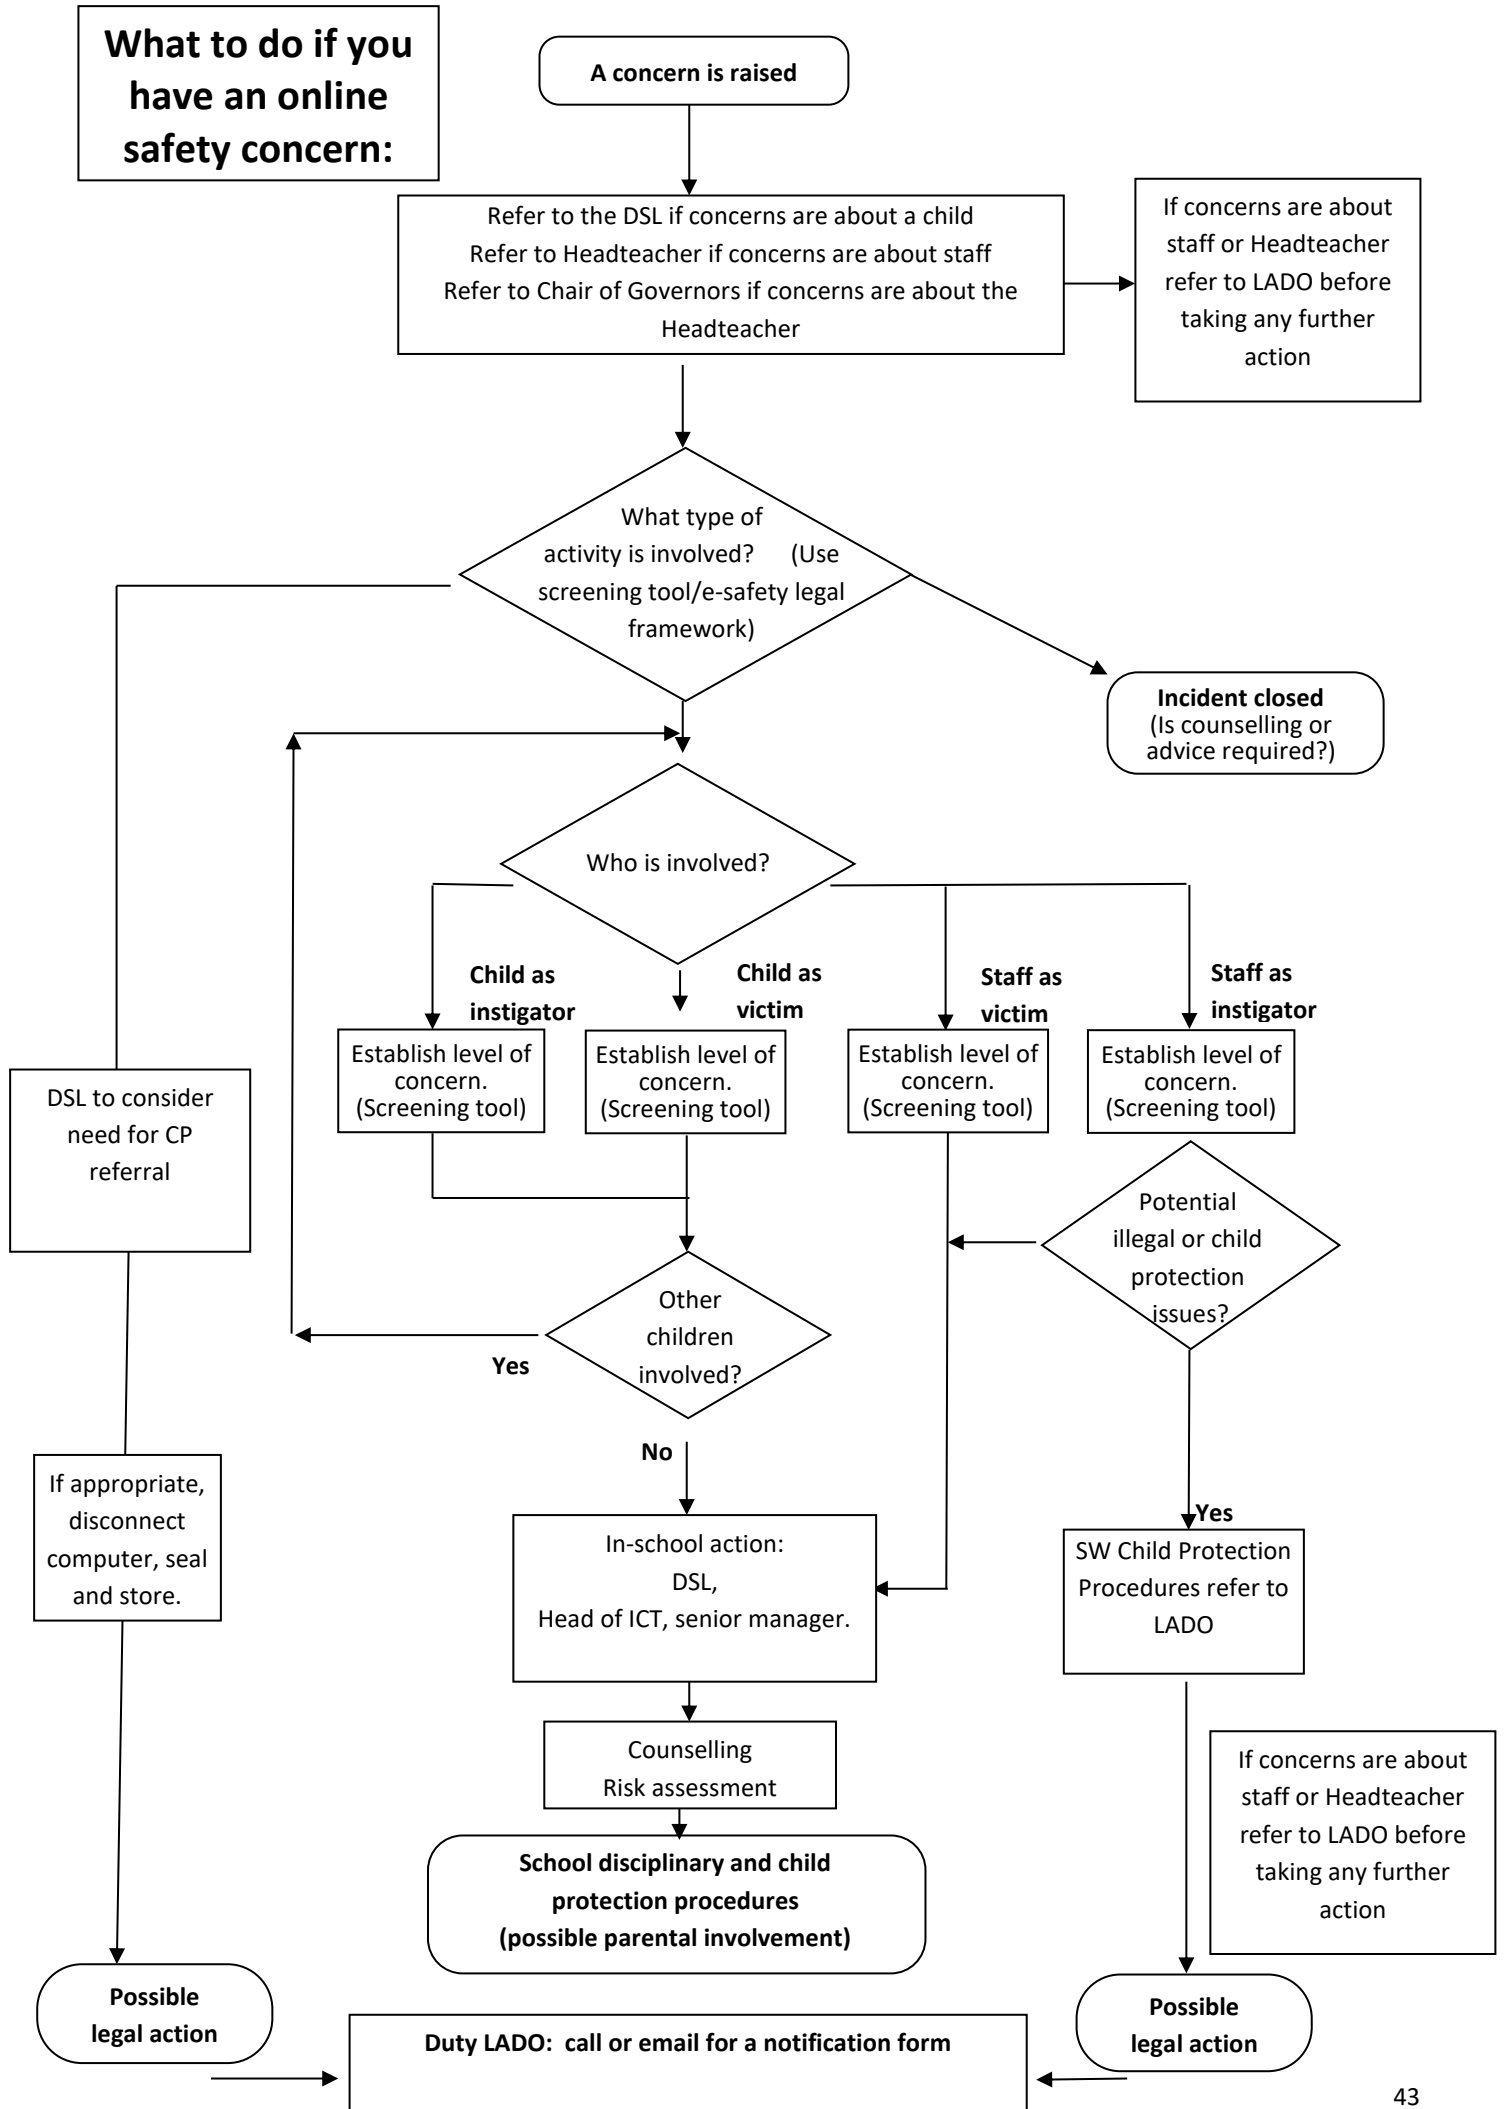 What to do if you
have an online
safety concern:
A concern is raised
Refer to the DSL if concerns are about a child
Refer to Headteacher if concerns are about staff
Refer to Chair of Governors if concerns are about the
Headteacher
If concerns are about
staff or Headteacher
refer to LADO before
taking any further
action
What type of
activity is involved? (Use
screening tool/e-safety legal
framework)
Incident closed
(Is counselling or
advice required?)
Who is involved?
Child as
instigator
Child as
victim
Staff as
victim
Staff as
instigator
Establish level of
concern.
(Screening tool)
Establish level of
concern.
(Screening tool)
Establish level of
concern.
(Screening tool)
Establish level of
concern.
(Screening tool)
DSL to consider
need for CP
referral
Potential
illegal or child
protection
issues?
Other
children
involved?
Yes
No
If appropriate,
disconnect
computer, seal
and store.
In-school action:
DSL,
Head of ICT, senior manager.
Yes
SW Child Protection
Procedures refer to
LADO
Counselling
Risk assessment
If concerns are about
staff or Headteacher
refer to LADO before
taking any further
action
School disciplinary and child
protection procedures
(possible parental involvement)
Possible
legal action
Possible
legal action
Duty LADO:  call or email for a notification form
43